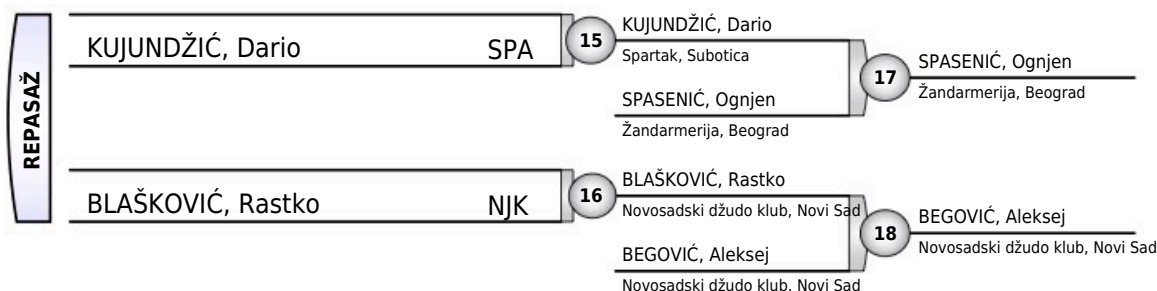 REPASAŽ
KUJUNDŽIĆ, Dario SPA
15
KUJUNDŽIĆ, Dario
Spartak, Subotica
SPASENIĆ, Ognjen
Žandarmerija, Beograd
17
SPASENIĆ, Ognjen
Žandarmerija, Beograd
BLAŠKOVIĆ, Rastko NJK
16
BLAŠKOVIĆ, Rastko
Novosadski džudo klub, Novi Sad
BEGOVIĆ, Aleksej
Novosadski džudo klub, Novi Sad
18
BEGOVIĆ, Aleksej
Novosadski džudo klub, Novi Sad